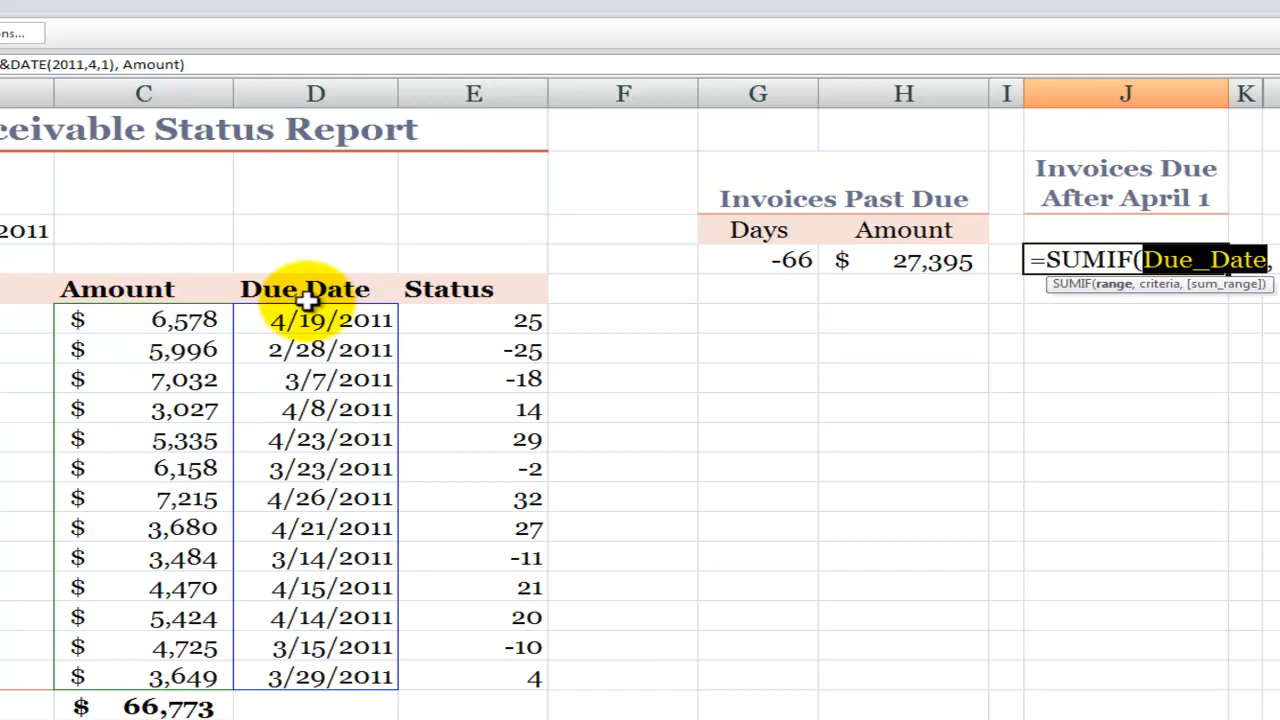 ns...
&DATE(2011,4,1), Amount)
C D E F G H I J K
ceivable Status Report
Invoices Due
After April 1
Invoices Past Due
2011 Days Amount
-66 $ 27,395 =SUMIF(Due_Date,
SUMIF(range, criteria, [sum_range])
Amount Due Date Status
$ 6,578 4/19/2011 25
$ 5,996 2/28/2011 -25
$ 7,032 3/7/2011 -18
$ 3,027 4/8/2011 14
$ 5,335 4/23/2011 29
$ 6,158 3/23/2011 -2
$ 7,215 4/26/2011 32
$ 3,680 4/21/2011 27
$ 3,484 3/14/2011 -11
$ 4,470 4/15/2011 21
$ 5,424 4/14/2011 20
$ 4,725 3/15/2011 -10
$ 3,649 3/29/2011 4
$ 66,773